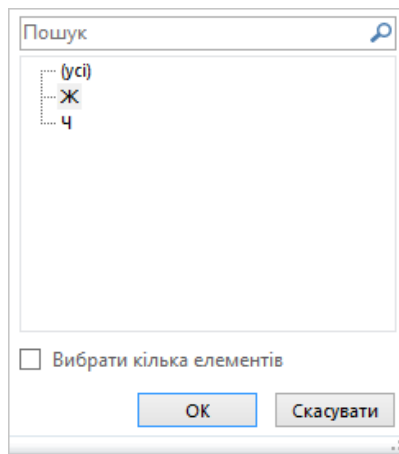 Пошук
(усі)
Ж
Ч
Вибрати кілька елементів
ОК
Скасувати